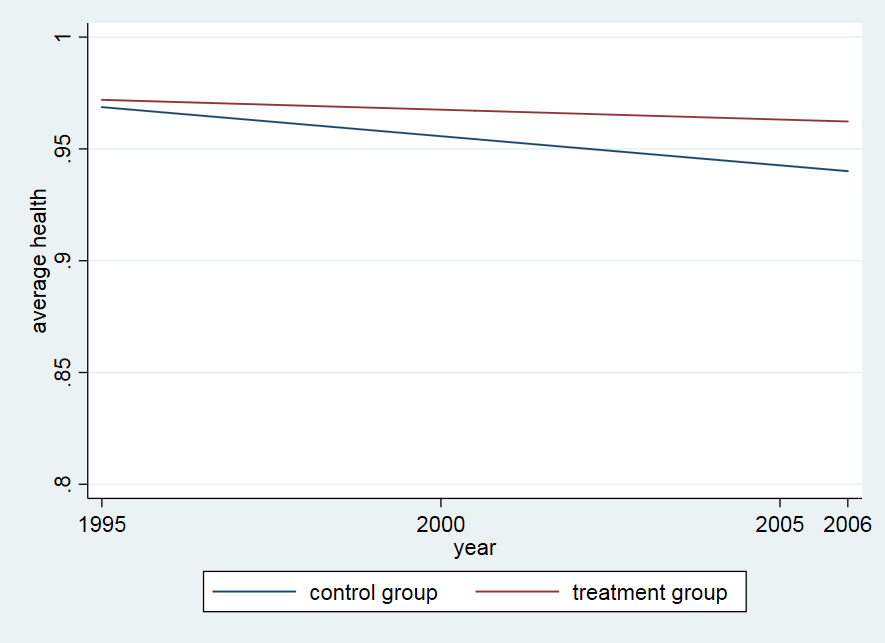 average health
1
.95
.9
.85
.8
1995 2000 2005 2006
year
control group treatment group